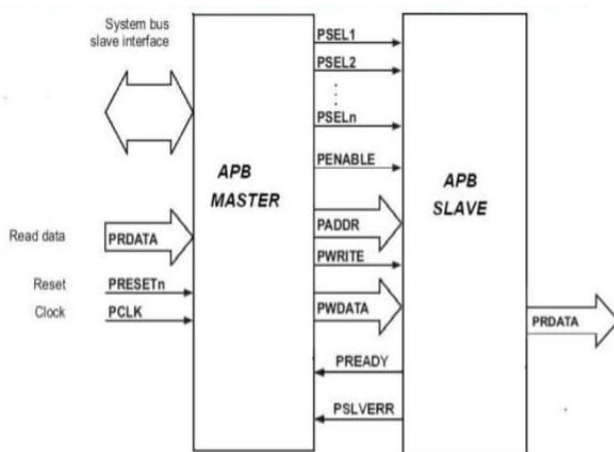 System bus
slave interface
PSEL1
PSEL2
PSELn
PENABLE
APB
MASTER
APB
SLAVE
PADDR
Read data
PRDATA
PWRITE
Reset
PRESETn
Clock
PCLK
PWDATA
PRDATA
PREADY
PSLVERR